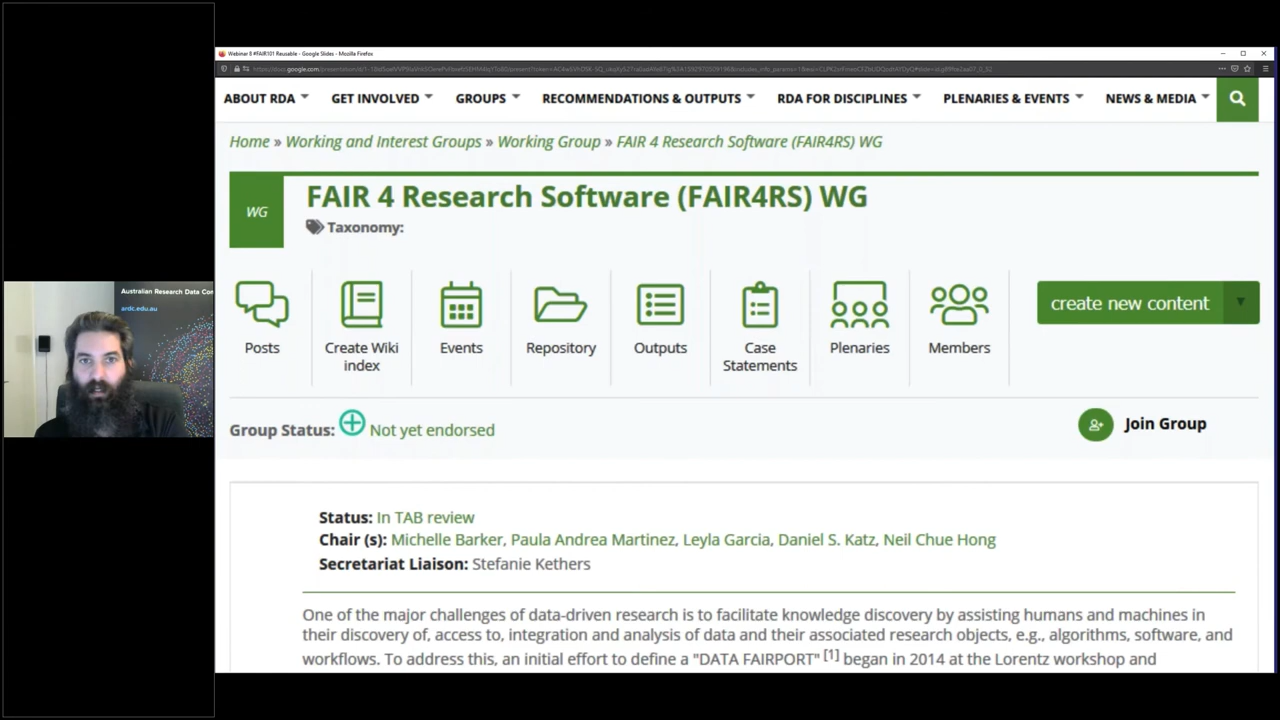 Webinar 8 #FAIR101 Reusable - Google Slides - Mozilla Firefox
ABOUT RDA GET INVOLVED GROUPS RECOMMENDATIONS & OUTPUTS RDA FOR DISCIPLINES PLENARIES & EVENTS NEWS & MEDIA
Home » Working and Interest Groups » Working Group » FAIR 4 Research Software (FAIR4RS) WG
WG
FAIR 4 Research Software (FAIR4RS) WG
Taxonomy:
Posts
Create Wiki
index
Events
Repository
Outputs
Case
Statements
Plenaries
Members
create new content
Group Status: Not yet endorsed
Join Group
Australian Research Data Com
ardc.edu.au
Status: In TAB review
Chair (s): Michelle Barker, Paula Andrea Martinez, Leyla Garcia, Daniel S. Katz, Neil Chue Hong
Secretariat Liaison: Stefanie Kethers
One of the major challenges of data-driven research is to facilitate knowledge discovery by assisting humans and machines in
their discovery of, access to, integration and analysis of data and their associated research objects, e.g., algorithms, software, and
workflows. To address this, an initial effort to define a "DATA FAIRPORT" [1] began in 2014 at the Lorentz workshop and